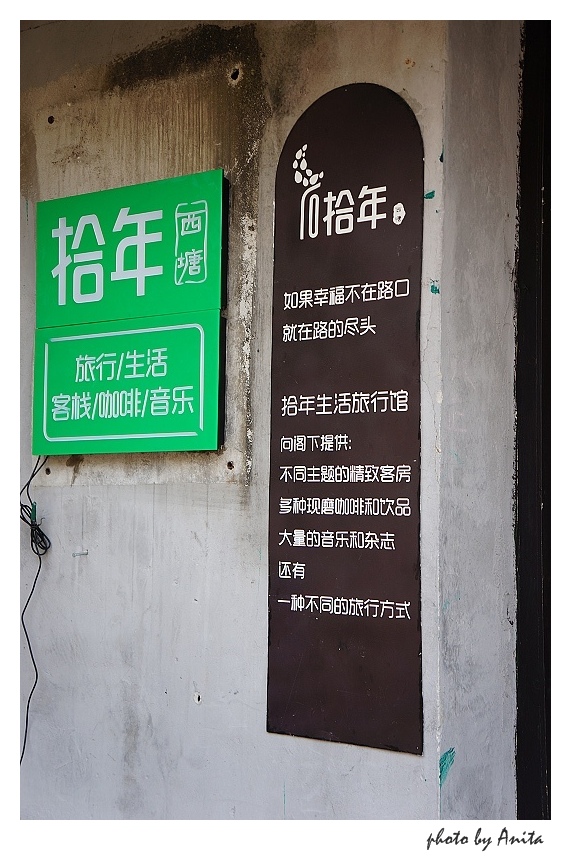 拾年 西塘
旅行/生活
客栈/咖啡/音乐
拾年 西塘
如果幸福不在路口
就在路的尽头
拾年生活旅行馆
向阁下提供:
不同主题的精致客房
多种现磨咖啡和饮品
大量的音乐和杂志
还有
一种不同的旅行方式
photo by Anita